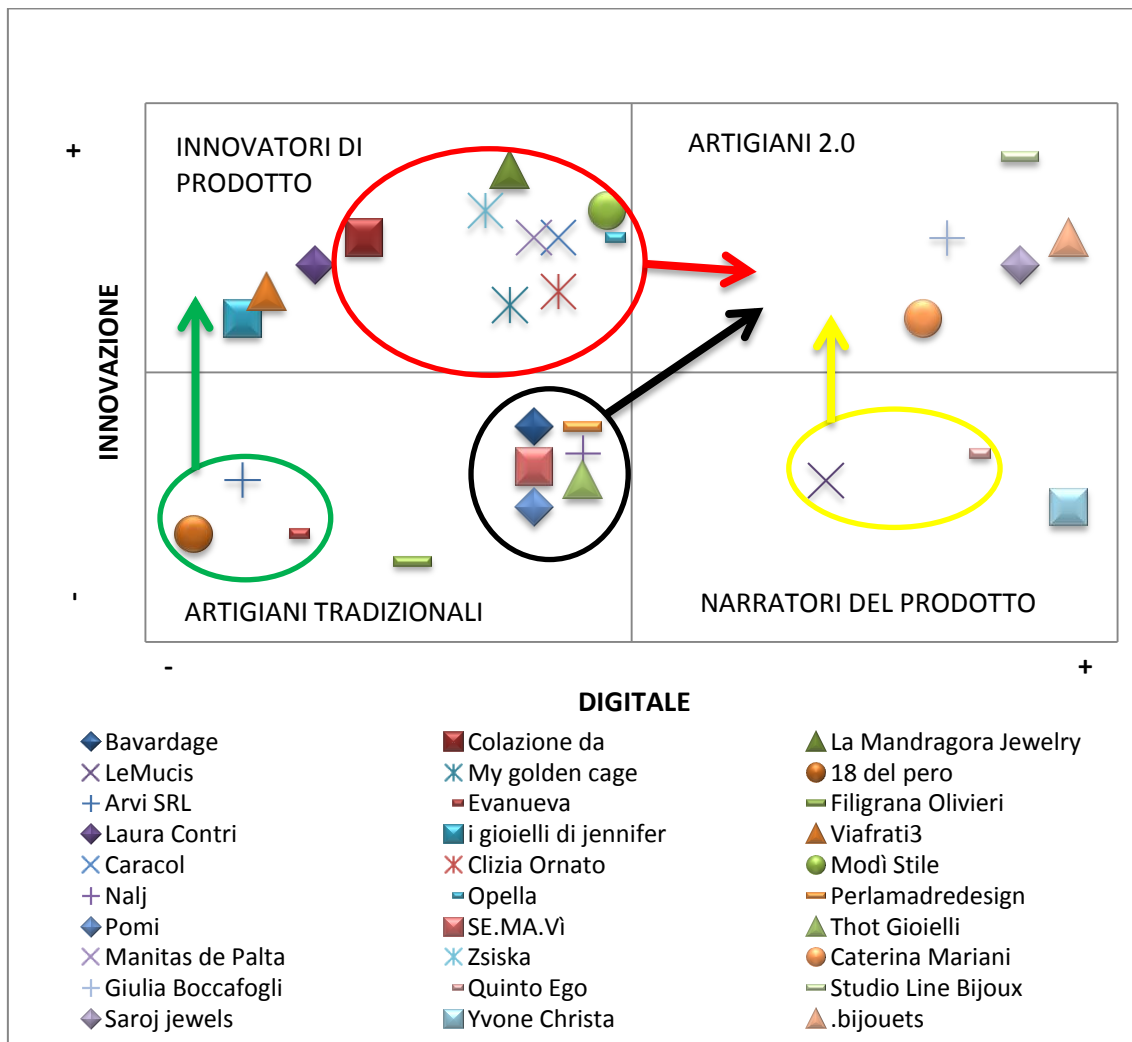 INNOVATORI DI
PRODOTTO
ARTIGIANI 2.0
+
INNOVAZIONE
-
ARTIGIANI TRADIZIONALI
NARRATORI DEL PRODOTTO
-
+
DIGITALE
Bavardage
Colazione da
La Mandragora Jewelry
LeMucis
My golden cage
18 del pero
Arvi SRL
Evanueva
Filigrana Olivieri
Laura Contri
i gioielli di jennifer
Viafrati3
Caracol
Clizia Ornato
Modì Stile
Nalj
Opella
Perlamadredesign
Pomi
SE.MA.Vì
Thot Gioielli
Manitas de Palta
Zsiska
Caterina Mariani
Giulia Boccafogli
Quinto Ego
Studio Line Bijoux
Saroj jewels
Yvone Christa
.bijouets